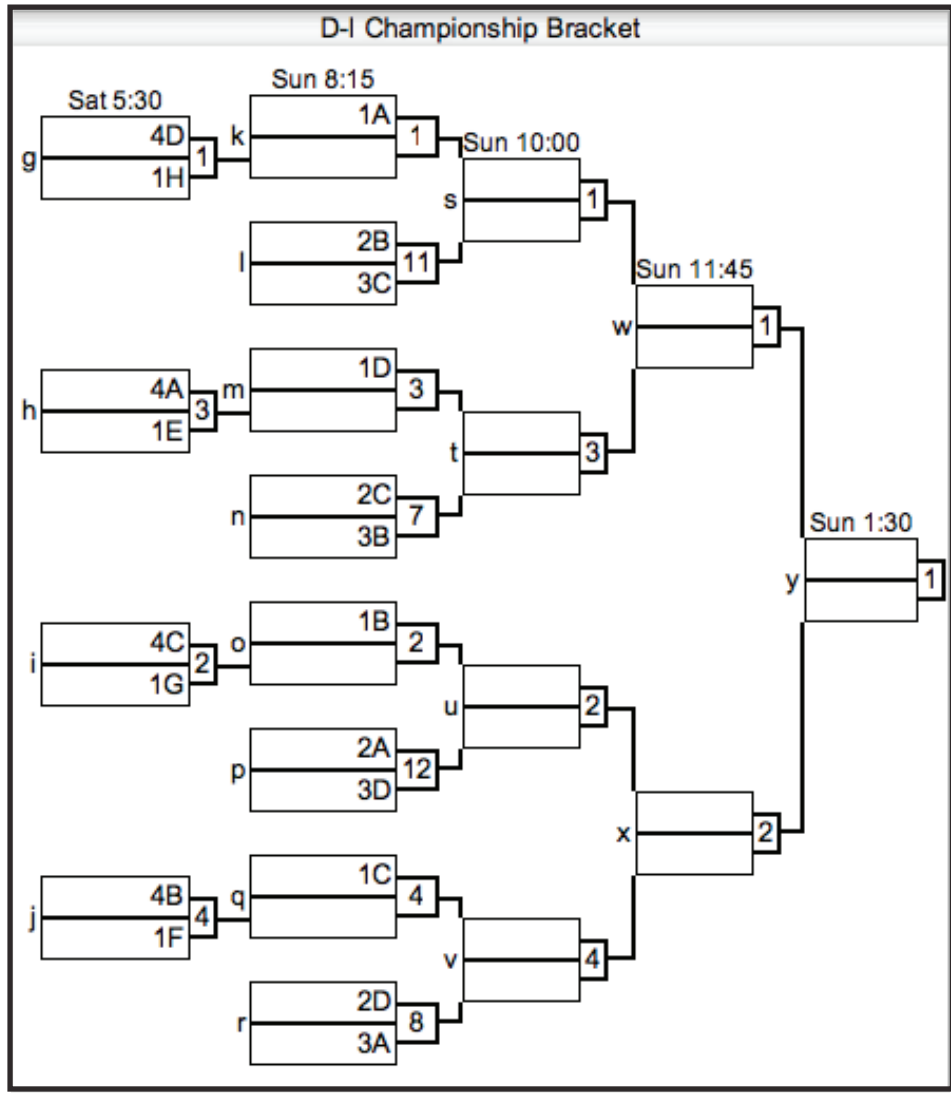 D-I Championship Bracket
Sat 5:30
Sun 8:15
Sun 10:00
Sun 11:45
Sun 1:30
g
4D
1H
1
h
4A
1E
3
i
4C
1G
2
j
4B
1F
4
k
1A
1
l
2B
3C
11
m
1D
3
n
2C
3B
7
o
1B
2
p
2A
3D
12
q
1C
4
r
2D
3A
8
s
1
t
3
u
2
v
4
w
1
x
2
y
1